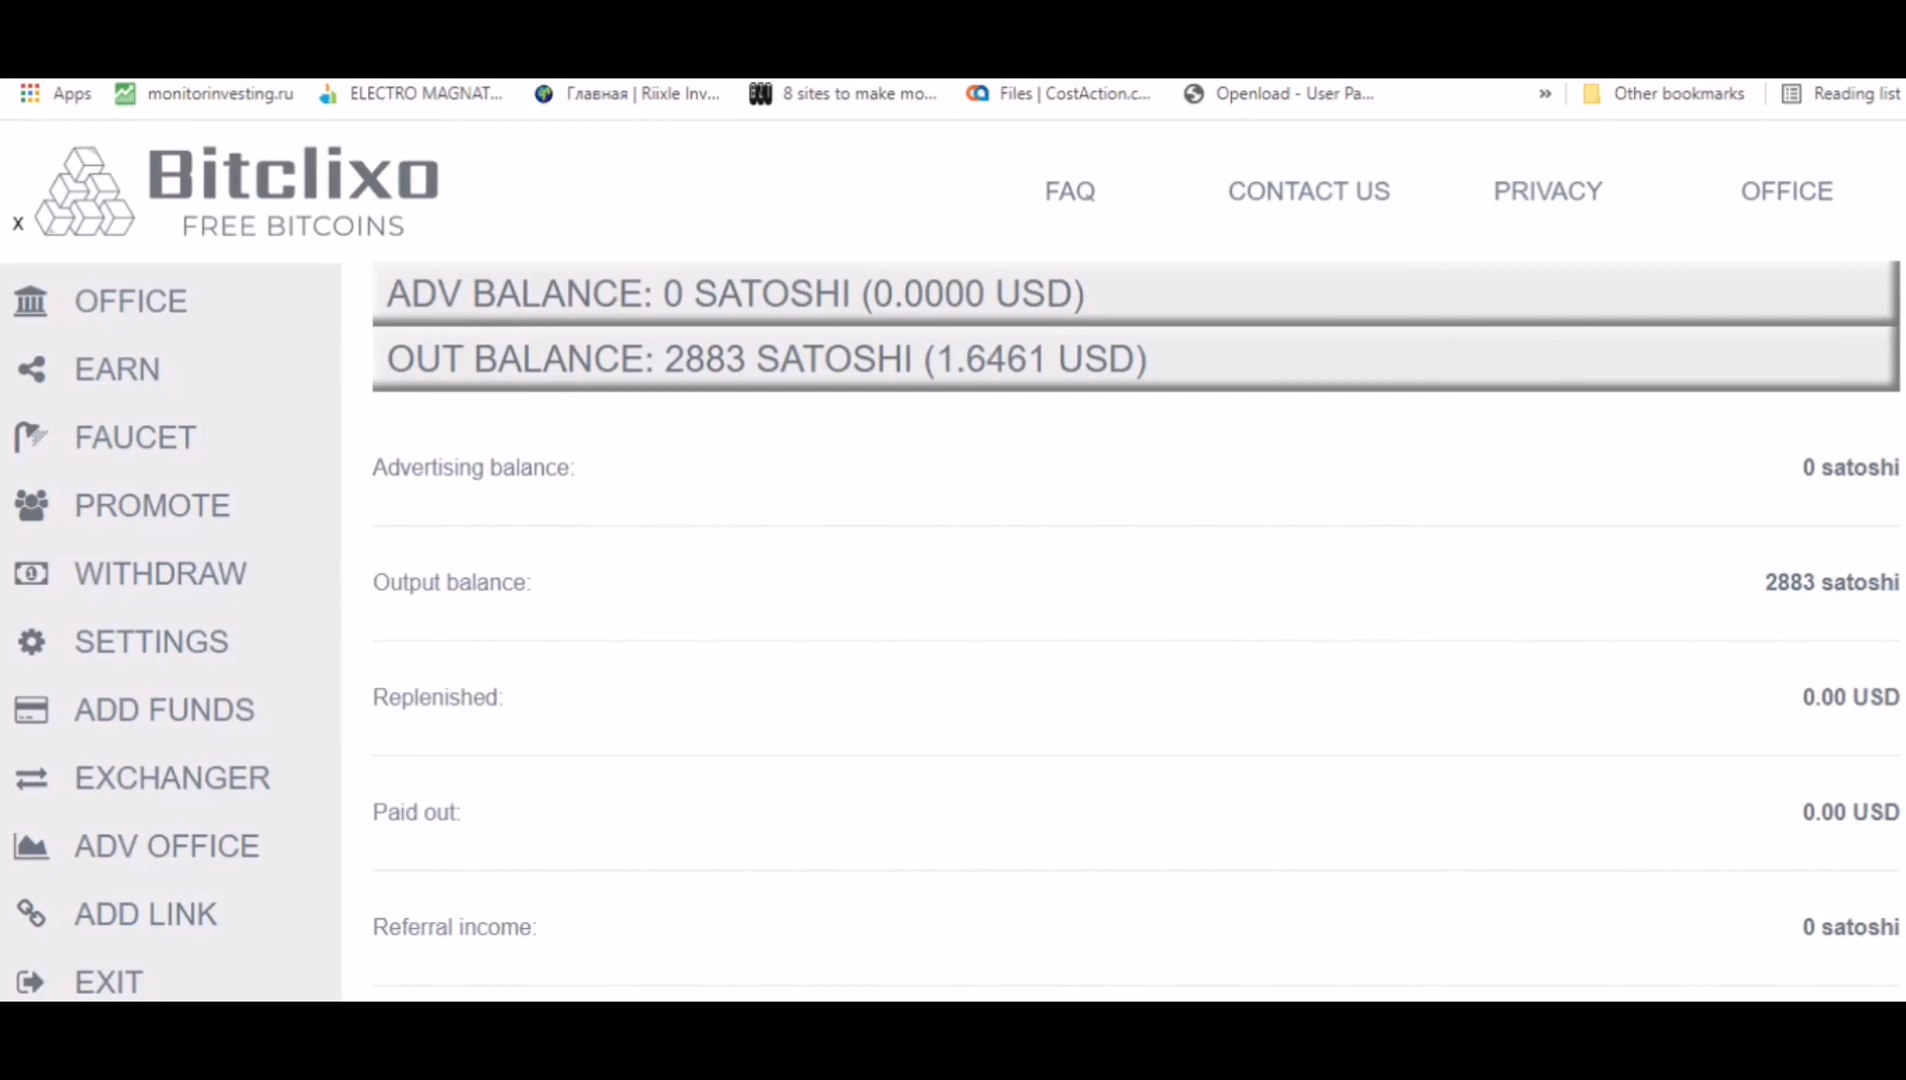 Apps monitorinvesting.ru ELECTRO MAGNAT... Главная | Riixle Inv... 8 sites to make mo... Files | CostAction.c... Openload - User Pa... » Other bookmarks Reading list
Bitclixo
FREE BITCOINS
x
FAQ CONTACT US PRIVACY OFFICE
OFFICE
EARN
FAUCET
PROMOTE
WITHDRAW
SETTINGS
ADD FUNDS
EXCHANGER
ADV OFFICE
ADD LINK
EXIT
ADV BALANCE: 0 SATOSHI (0.0000 USD)
OUT BALANCE: 2883 SATOSHI (1.6461 USD)
Advertising balance: 0 satoshi
Output balance: 2883 satoshi
Replenished: 0.00 USD
Paid out: 0.00 USD
Referral income: 0 satoshi